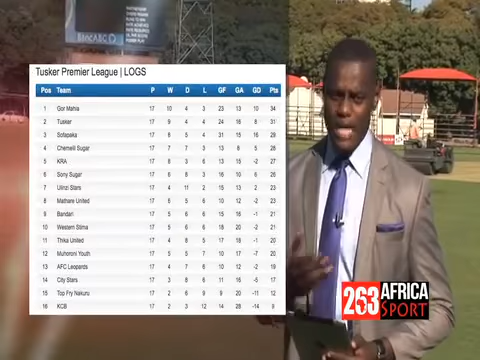 BancABC
Tusker Premier League | LOGS
Pos Team P W D L GF GA GD Pts
1 Gor Mahia 17 10 4 3 23 13 10 34
2 Tusker 17 9 4 4 24 16 8 31
3 Sofapaka 17 8 5 4 31 15 16 29
4 Chemelil Sugar 17 7 7 3 13 8 5 28
5 KRA 17 8 3 6 13 15 -2 27
6 Sony Sugar 17 6 8 3 16 10 6 26
7 Ulinzi Stars 17 4 11 2 15 13 2 23
8 Mathare United 17 6 5 6 10 12 -2 23
9 Bandari 17 5 6 6 15 16 -1 21
10 Western Stima 17 5 6 6 18 20 -2 21
11 Thika United 17 4 8 5 17 18 -1 20
12 Muhoroni Youth 17 5 5 7 10 17 -7 20
13 AFC Leopards 17 4 7 6 10 12 -2 19
14 City Stars 17 3 8 6 11 16 -5 17
15 Top Fry Nakuru 17 2 6 9 9 20 -11 12
16 KCB 17 2 3 12 14 28 -14 9
263 AFRICA
SPORT